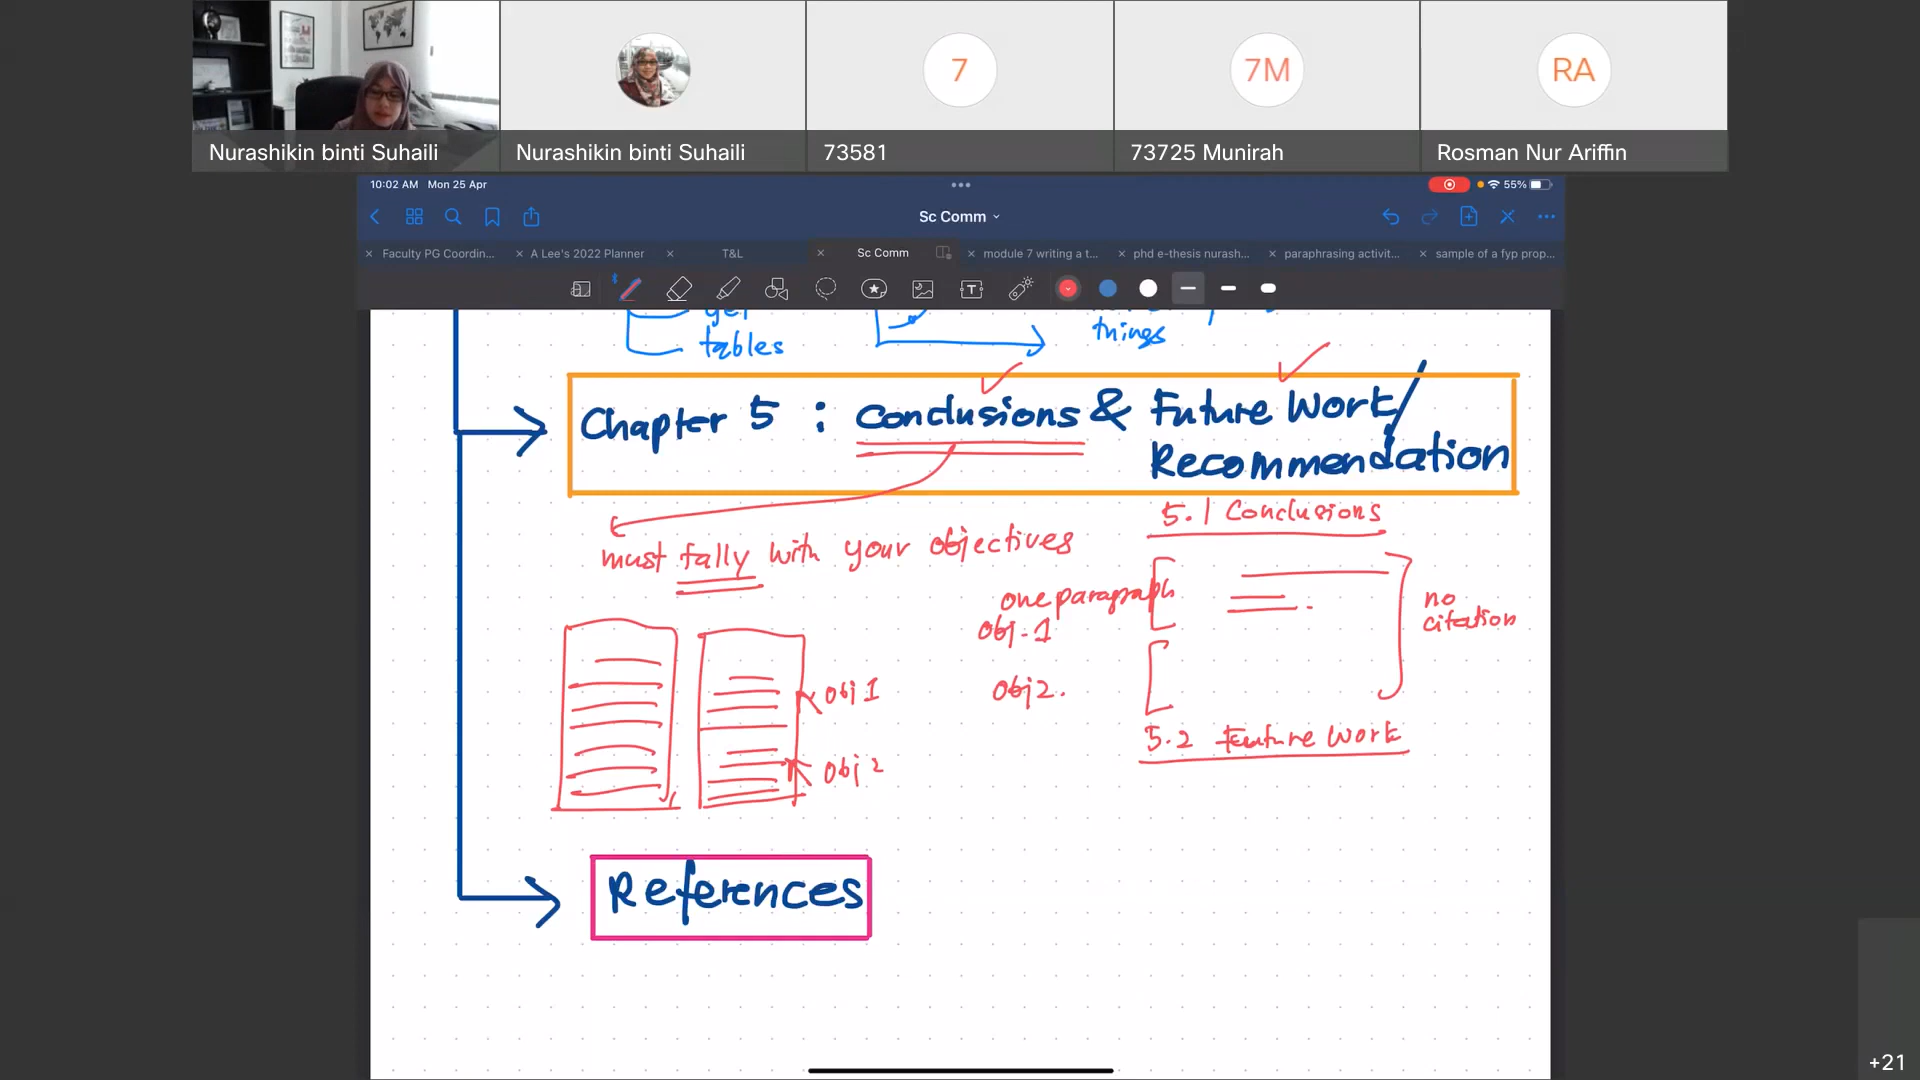 Nurashikin binti Suhaili
Nurashikin binti Suhaili
7
73581
7M
73725 Munirah
RA
Rosman Nur Ariffin
10:02 AM Mon 25 Apr
55%
Sc Comm
Faculty PG Coordin...
A Lee's 2022 Planner
T&L
Sc Comm
module 7 writing a t...
phd e-thesis nurash...
paraphrasing activit...
sample of a fyp prop...
tables
things
Chapter 5 : Conclusions & Future Work/
Recommendation
must tally with your objectives
5.1 Conclusions
one paragraph
obj. 1
obj 2.
no
citation
obj 1
obj 2
5.2 Future Work
References
+21